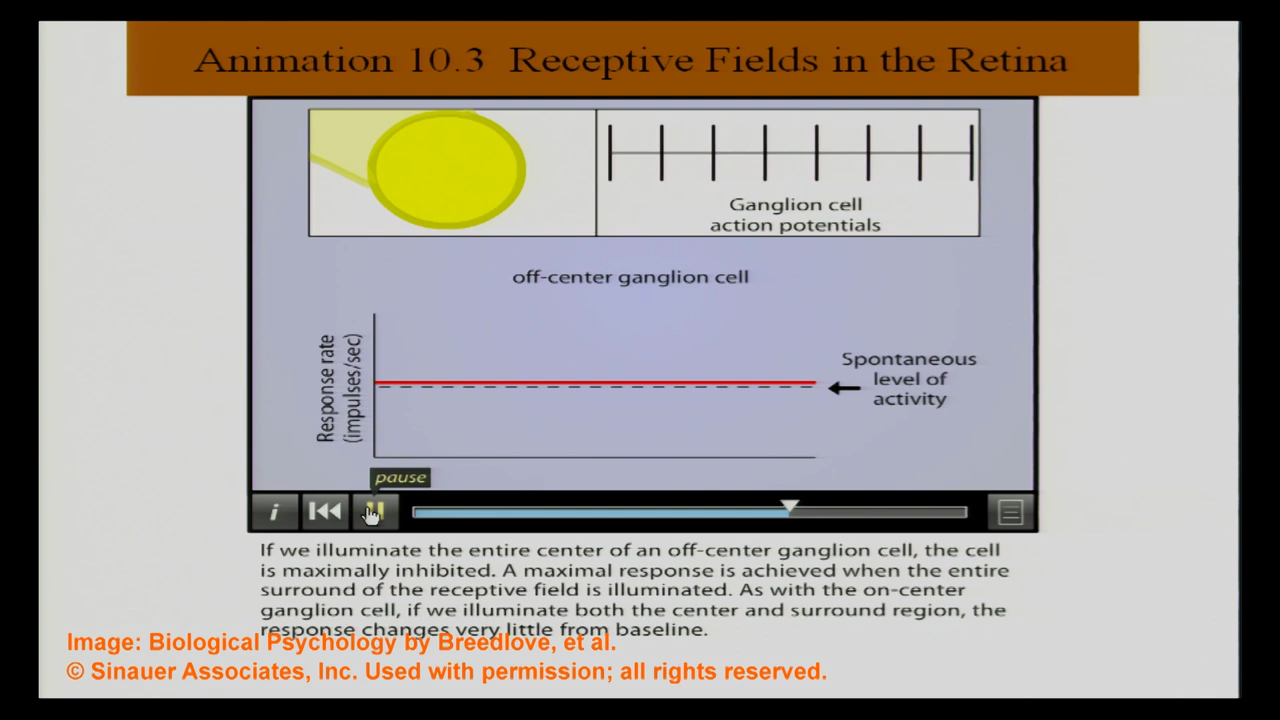 Animation 10.3 Receptive Fields in the Retina
Ganglion cell
action potentials
off-center ganglion cell
Response rate
(impulses/sec)
Spontaneous
level of
activity
pause
i
If we illuminate the entire center of an off-center ganglion cell, the cell
is maximally inhibited. A maximal response is achieved when the entire
surround of the receptive field is illuminated. As with the on-center
ganglion cell, if we illuminate both the center and surround region, the
response changes very little from baseline.
Image: Biological Psychology by Breedlove, et al.
© Sinauer Associates, Inc. Used with permission; all rights reserved.